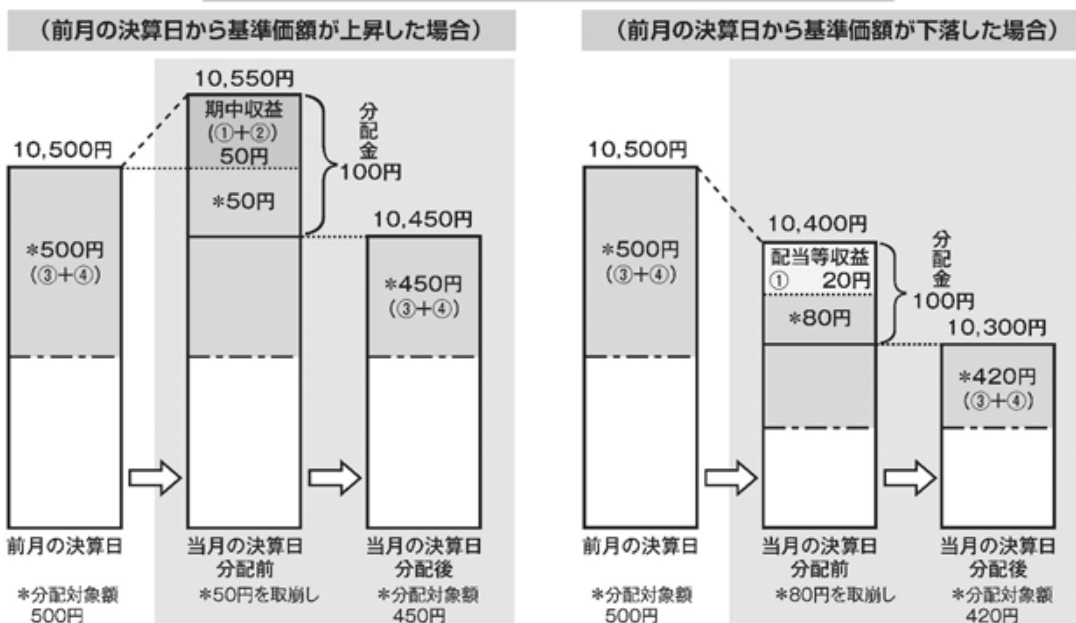 （前月の決算日から基準価額が上昇した場合）
10,550円
期中収益
（①＋②）
50円
＊50円
分配金
100円
10,500円
＊500円
（③＋④）
10,450円
＊450円
（③＋④）
前月の決算日
当月の決算日
分配前
当月の決算日
分配後
＊分配対象額
500円
＊50円を取崩し
＊分配対象額
450円
（前月の決算日から基準価額が下落した場合）
10,500円
＊500円
（③＋④）
10,400円
配当等収益
① 20円
＊80円
分配金
100円
10,300円
＊420円
（③＋④）
前月の決算日
当月の決算日
分配前
当月の決算日
分配後
＊分配対象額
500円
＊80円を取崩し
＊分配対象額
420円